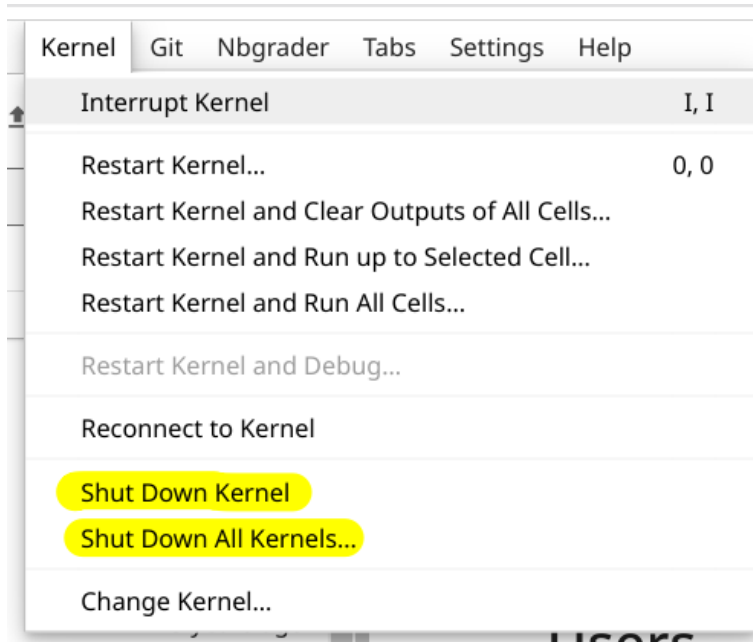 Kernel Git Nbgrader Tabs Settings Help
Interrupt Kernel I, I
Restart Kernel... 0, 0
Restart Kernel and Clear Outputs of All Cells...
Restart Kernel and Run up to Selected Cell...
Restart Kernel and Run All Cells...
Restart Kernel and Debug...
Reconnect to Kernel
Shut Down Kernel
Shut Down All Kernels...
Change Kernel...
Users